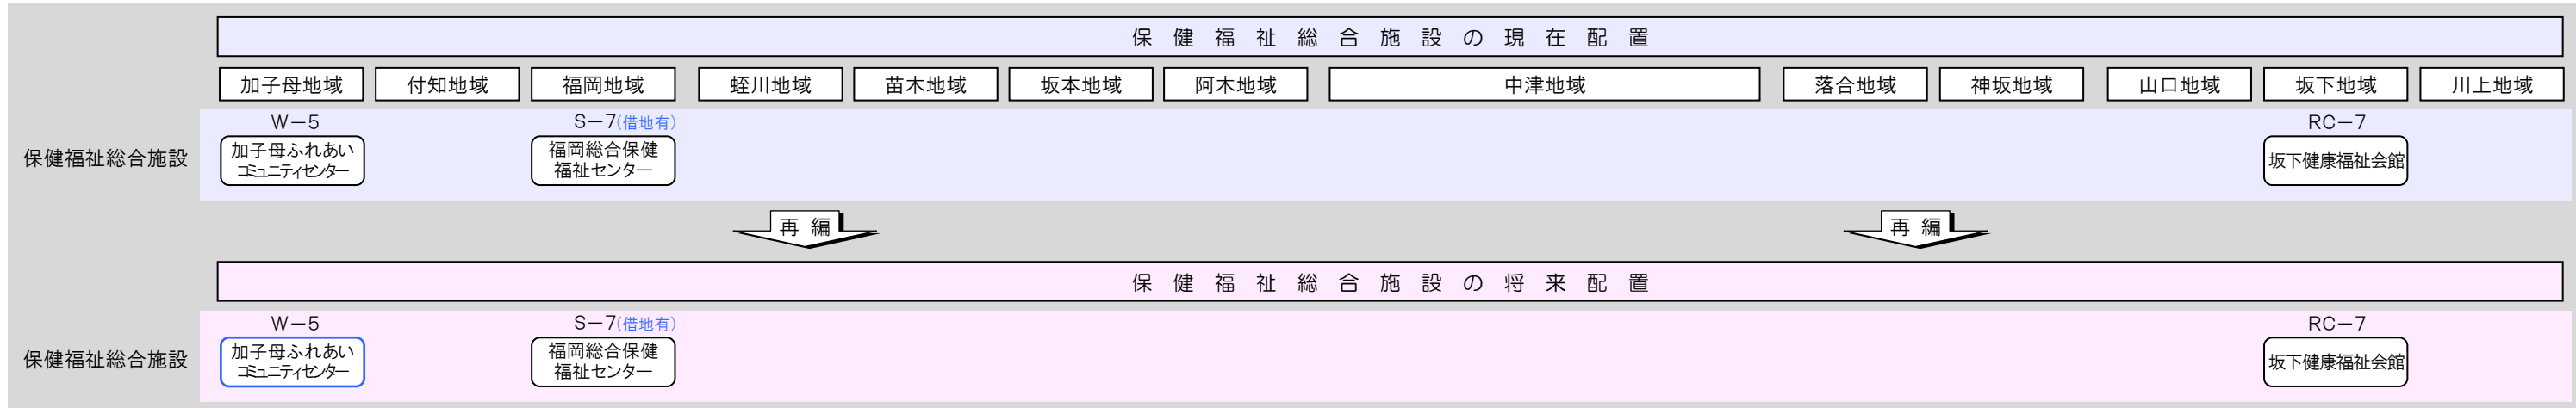 保健福祉総合施設の現在配置
加子母地域 付知地域 福岡地域 蛭川地域 苗木地域 坂本地域 阿木地域 中津地域 落合地域 神坂地域 山口地域 坂下地域 川上地域
保健福祉総合施設
W－5
加子母ふれあい
コミュニティセンター
S－7(借地有)
福岡総合保健
福祉センター
RC－7
坂下健康福祉会館
再編
再編
保健福祉総合施設の将来配置
保健福祉総合施設
W－5
加子母ふれあい
コミュニティセンター
S－7(借地有)
福岡総合保健
福祉センター
RC－7
坂下健康福祉会館